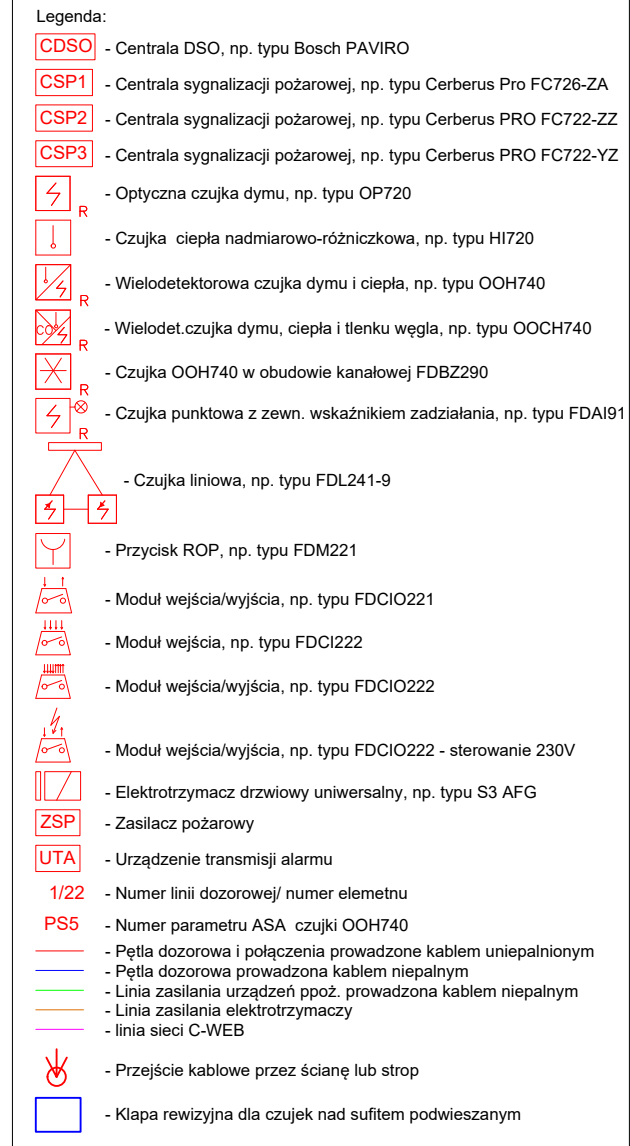 Legenda:
CDSO - Centrala DSO, np. typu Bosch PAVIRO
CSP1 - Centrala sygnalizacji pożarowej, np. typu Cerberus Pro FC726-ZA
CSP2 - Centrala sygnalizacji pożarowej, np. typu Cerberus PRO FC722-ZZ
CSP3 - Centrala sygnalizacji pożarowej, np. typu Cerberus PRO FC722-YZ
R - Optyczna czujka dymu, np. typu OP720
- Czujka ciepła nadmiarowo-różniczkowa, np. typu HI720
R - Wielodetektorowa czujka dymu i ciepła, np. typu OOH740
CO R - Wielodet.czujka dymu, ciepła i tlenku węgla, np. typu OOCH740
R - Czujka OOH740 w obudowie kanałowej FDBZ290
R - Czujka punktowa z zewn. wskaźnikiem zadziałania, np. typu FDAI91
- Czujka liniowa, np. typu FDL241-9
- Przycisk ROP, np. typu FDM221
- Moduł wejścia/wyjścia, np. typu FDCIO221
- Moduł wejścia, np. typu FDCI222
- Moduł wejścia/wyjścia, np. typu FDCIO222
- Moduł wejścia/wyjścia, np. typu FDCIO222 - sterowanie 230V
- Elektrotrzymacz drzwiowy uniwersalny, np. typu S3 AFG
ZSP - Zasilacz pożarowy
UTA - Urządzenie transmisji alarmu
1/22 - Numer linii dozorowej/ numer elemetnu
PS5 - Numer parametru ASA czujki OOH740
- Pętla dozorowa i połączenia prowadzone kablem uniepalnionym
- Pętla dozorowa prowadzona kablem niepalnym
- Linia zasilania urządzeń ppoż. prowadzona kablem niepalnym
- Linia zasilania elektrotrzymaczy
- linia sieci C-WEB
- Przejście kablowe przez ścianę lub strop
- Klapa rewizyjna dla czujek nad sufitem podwieszanym